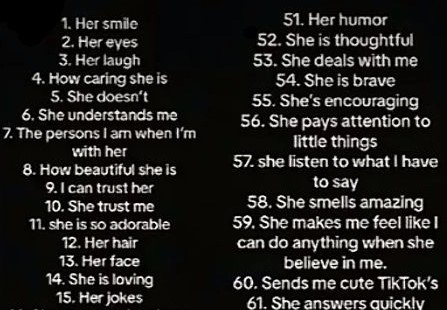 1. Her smile
2. Her eyes
3. Her laugh
4. How caring she is
5. She doesn't
6. She understands me
7. The persons I am when I'm
with her
8. How beautiful she is
9. I can trust her
10. She trust me
11. she is so adorable
12. Her hair
13. Her face
14. She is loving
15. Her jokes
51. Her humor
52. She is thoughtful
53. She deals with me
54. She is brave
55. She's encouraging
56. She pays attention to
little things
57. she listen to what I have
to say
58. She smells amazing
59. She makes me feel like I
can do anything when she
believe in me.
60. Sends me cute TikTok's
61. She answers quickly